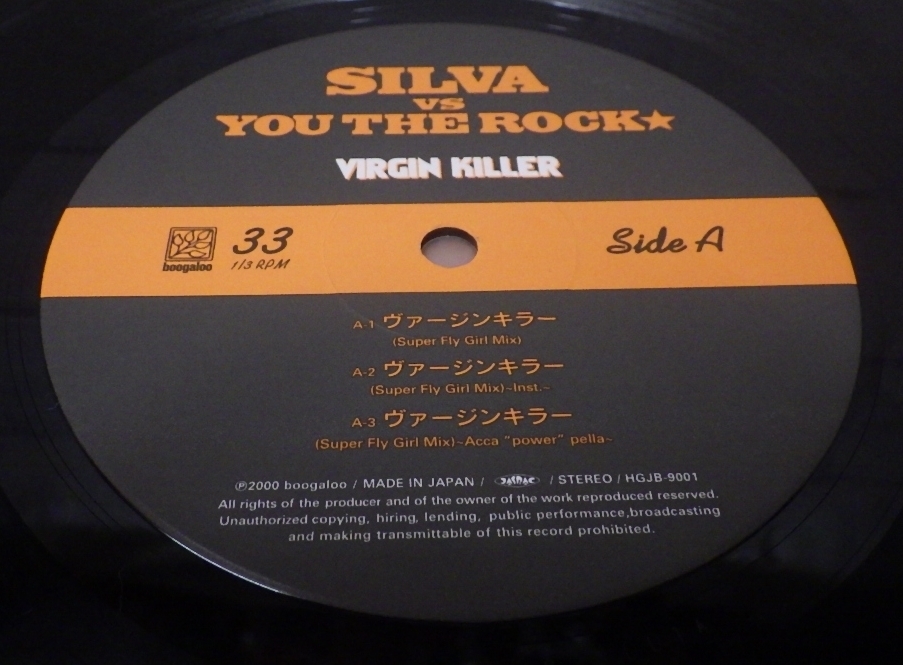 SILVA
VS
YOU THE ROCK★
VIRGIN KILLER
boogaloo
33
1/3 RPM
Side A
A-1 ヴァージンキラー
(Super Fly Girl Mix)
A-2 ヴァージンキラー
(Super Fly Girl Mix)~Inst.~
A-3 ヴァージンキラー
(Super Fly Girl Mix)~Acca "power" pella~
℗2000 boogaloo / MADE IN JAPAN / JASRAC / STEREO / HGJB-9001
All rights of the producer and of the owner of the work reproduced reserved.
Unauthorized copying, hiring, lending, public performance,broadcasting
and making transmittable of this record prohibited.